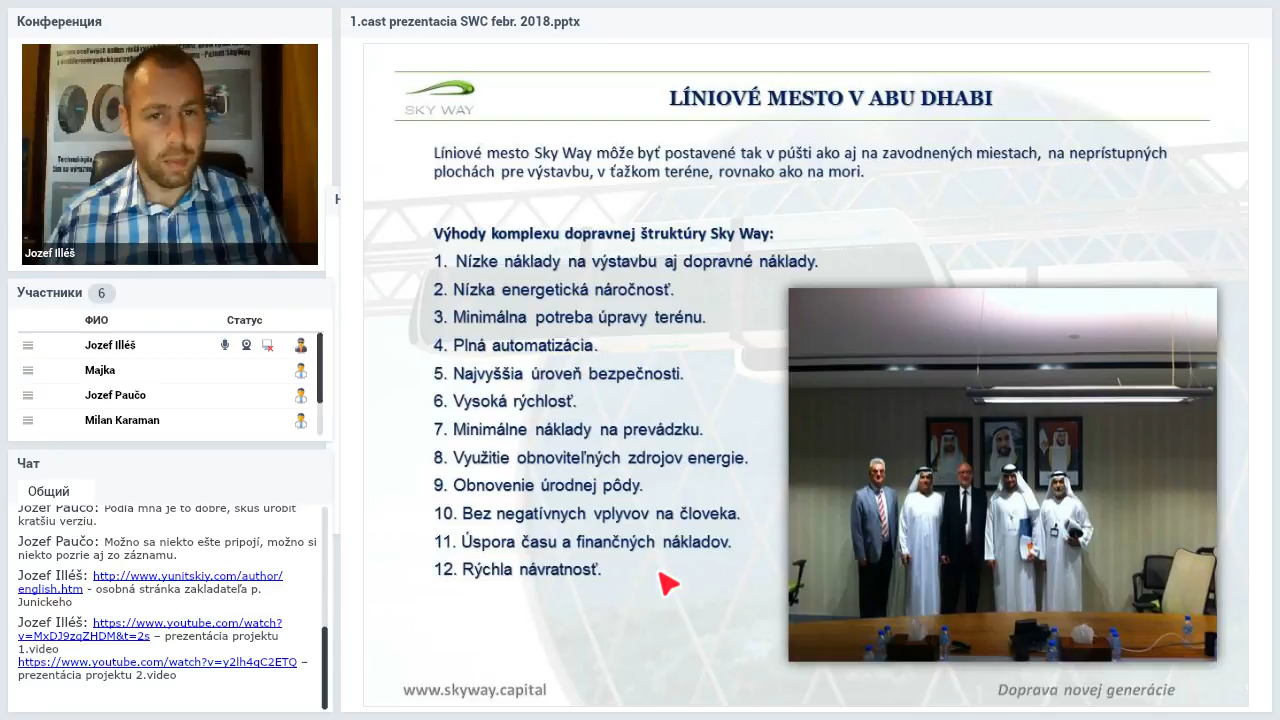 Конференция
Jozef Illéš
Участники 6
ФИО Статус
Jozef Illéš
Majka
Jozef Paučo
Milan Karaman
Чат
Общий
Jozef Paučo: Podľa mňa je to dobré, skús urobiť
kratšiu verziu.
Jozef Paučo: Možno sa niekto ešte pripojí, možno si
niekto pozrie aj zo záznamu.
Jozef Illéš: http://www.yunitskiy.com/author/
english.htm - osobná stránka zakladateľa p.
Junickeho
Jozef Illéš: https://www.youtube.com/watch?
v=MxDJ9zqZHDM&t=2s – prezentácia projektu
1.video
https://www.youtube.com/watch?v=y2lh4qC2ETQ –
prezentácia projektu 2.video
1.cast prezentacia SWC febr. 2018.pptx
SKY WAY
LÍNIOVÉ MESTO V ABU DHABI
Líniové mesto Sky Way môže byť postavené tak v púšti ako aj na zavodnených miestach, na neprístupných
plochách pre výstavbu, v ťažkom teréne, rovnako ako na mori.
Výhody komplexu dopravnej štruktúry Sky Way:
1. Nízke náklady na výstavbu aj dopravné náklady.
2. Nízka energetická náročnosť.
3. Minimálna potreba úpravy terénu.
4. Plná automatizácia.
5. Najvyššia úroveň bezpečnosti.
6. Vysoká rýchlosť.
7. Minimálne náklady na prevádzku.
8. Využitie obnoviteľných zdrojov energie.
9. Obnovenie úrodnej pôdy.
10. Bez negatívnych vplyvov na človeka.
11. Úspora času a finančných nákladov.
12. Rýchla návratnosť.
www.skyway.capital
Doprava novej generácie